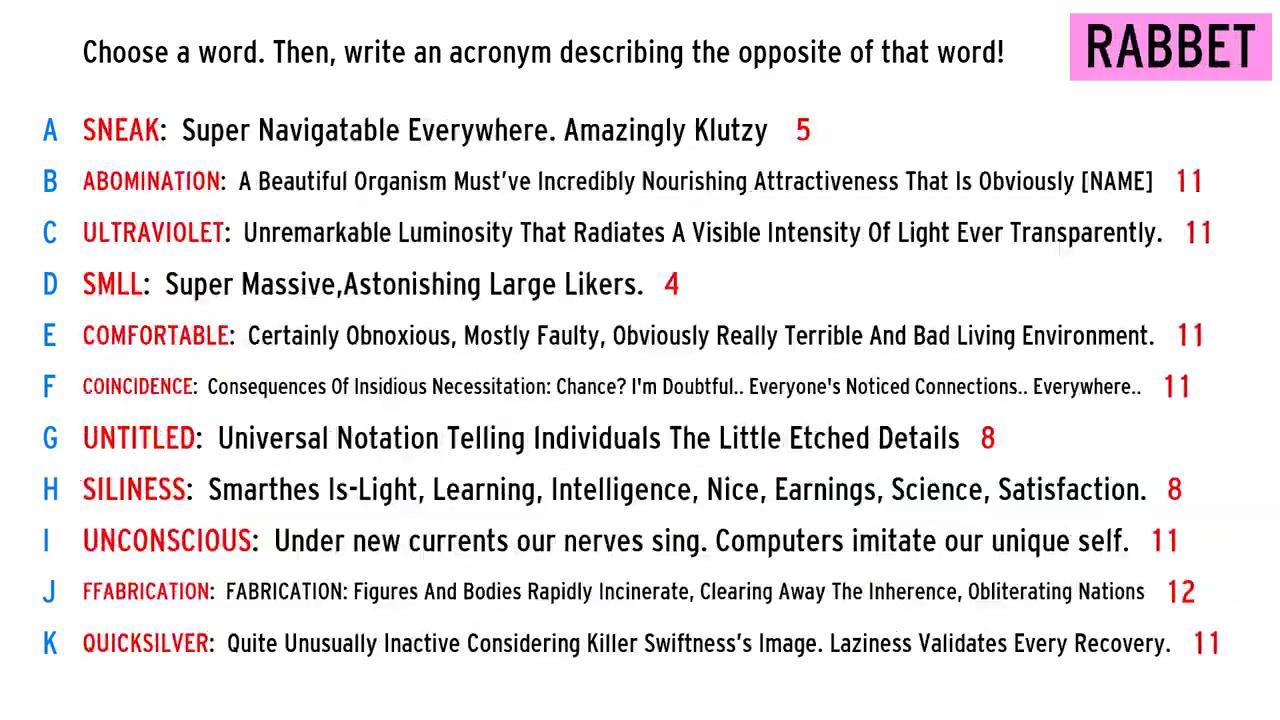 Choose a word. Then, write an acronym describing the opposite of that word!
RABBET
A SNEAK: Super Navigatable Everywhere. Amazingly Klutzy 5
B ABOMINATION: A Beautiful Organism Must've Incredibly Nourishing Attractiveness That Is Obviously [NAME] 11
C ULTRAVIOLET: Unremarkable Luminosity That Radiates A Visible Intensity Of Light Ever Transparently. 11
D SMLL: Super Massive,Astonishing Large Likers. 4
E COMFORTABLE: Certainly Obnoxious, Mostly Faulty, Obviously Really Terrible And Bad Living Environment. 11
F COINCIDENCE: Consequences Of Insidious Necessitation: Chance? I'm Doubtful.. Everyone's Noticed Connections.. Everywhere.. 11
G UNTITLED: Universal Notation Telling Individuals The Little Etched Details 8
H SILINESS: Smarthes Is-Light, Learning, Intelligence, Nice, Earnings, Science, Satisfaction. 8
I UNCONSCIOUS: Under new currents our nerves sing. Computers imitate our unique self. 11
J FFABRICATION: FABRICATION: Figures And Bodies Rapidly Incinerate, Clearing Away The Inherence, Obliterating Nations 12
K QUICKSILVER: Quite Unusually Inactive Considering Killer Swiftness's Image. Laziness Validates Every Recovery. 11